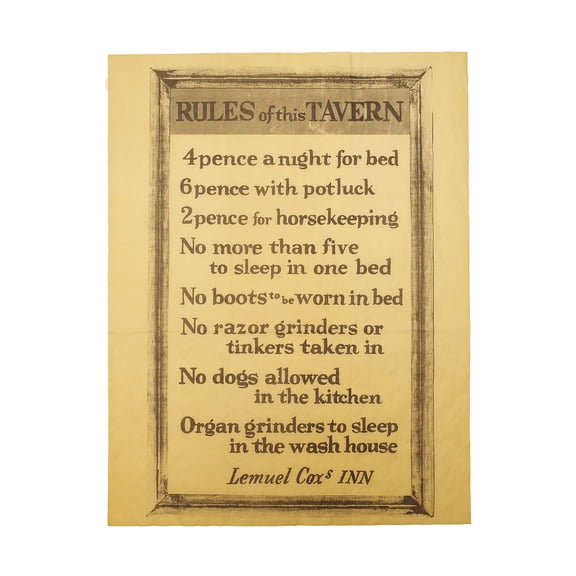 RULES of this TAVERN
4pence a night for bed
6pence with potluck
2pence for horsekeeping
No more than five
to sleep in one bed
No boots to be worn in bed
No razor grinders or
tinkers taken in
No dogs allowed
in the kitchen
Organ grinders to sleep
in the wash house
Lemuel Coxs INN